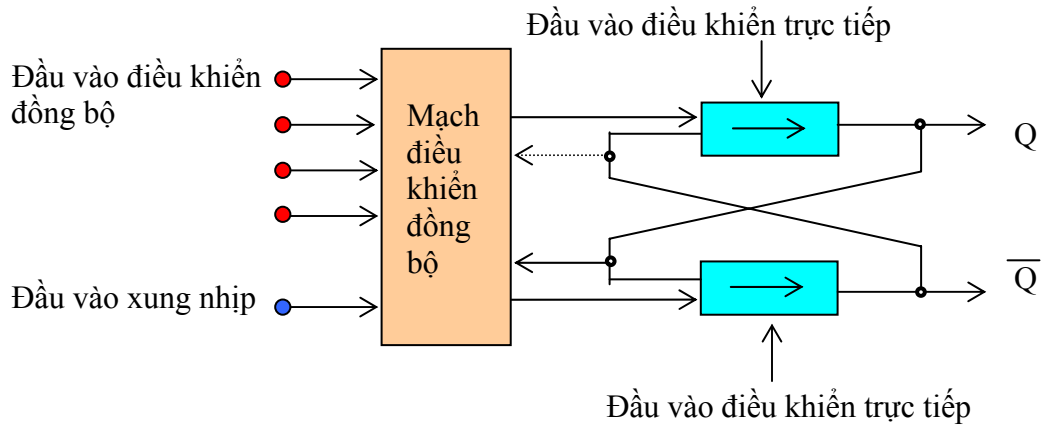 Đầu vào điều khiển trực tiếp
Đầu vào điều khiển
đồng bộ
Mạch
điều
khiển
đồng
bộ
Q
Q̅
Đầu vào xung nhịp
Đầu vào điều khiển trực tiếp